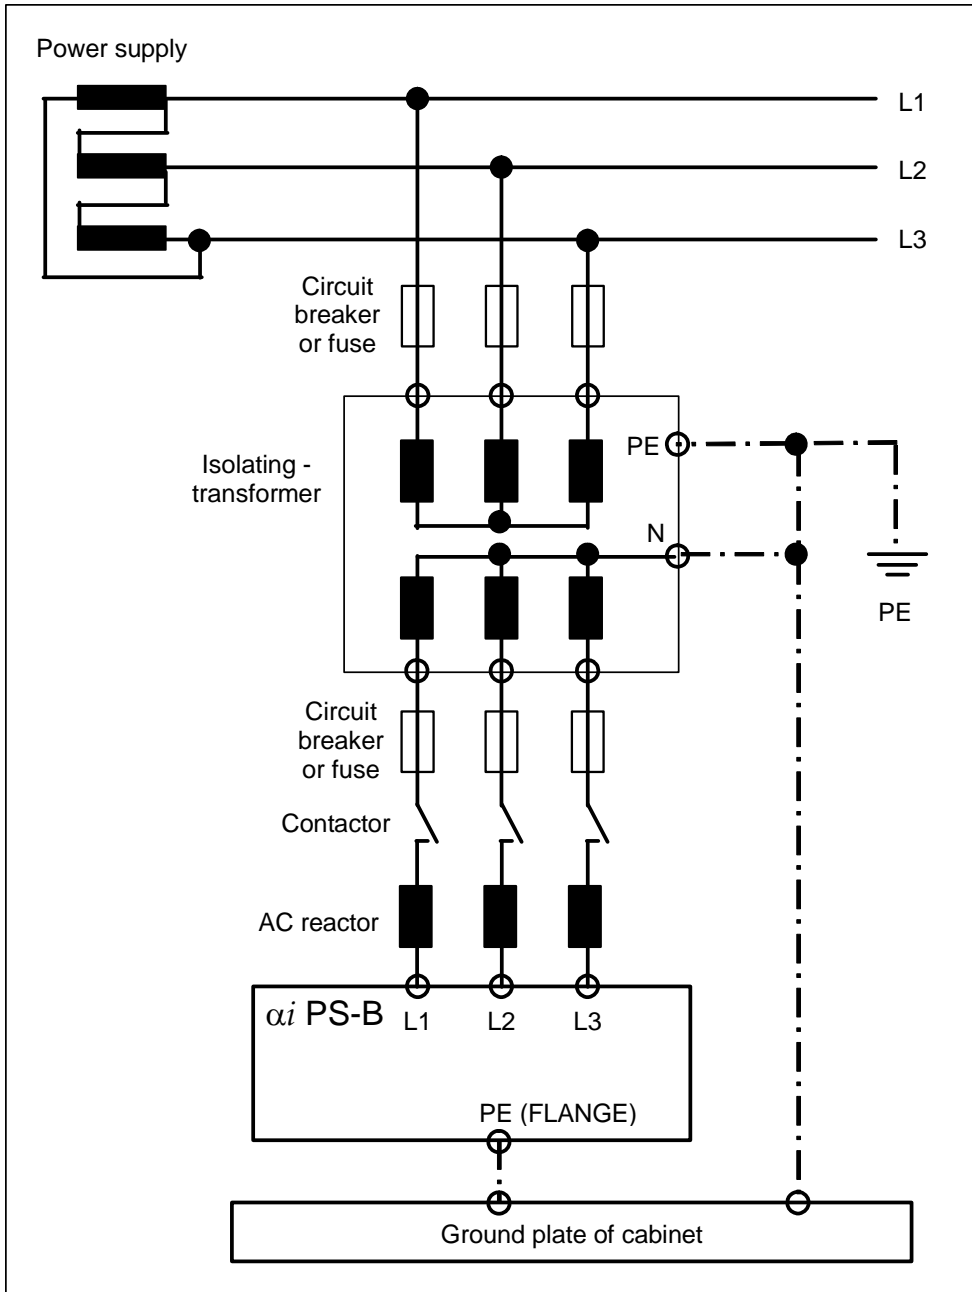 Power supply
L1
L2
L3
Circuit
breaker
or fuse
PE
Isolating -
transformer
N
PE
Circuit
breaker
or fuse
Contactor
AC reactor
αi PS-B
L1 L2 L3
PE (FLANGE)
Ground plate of cabinet